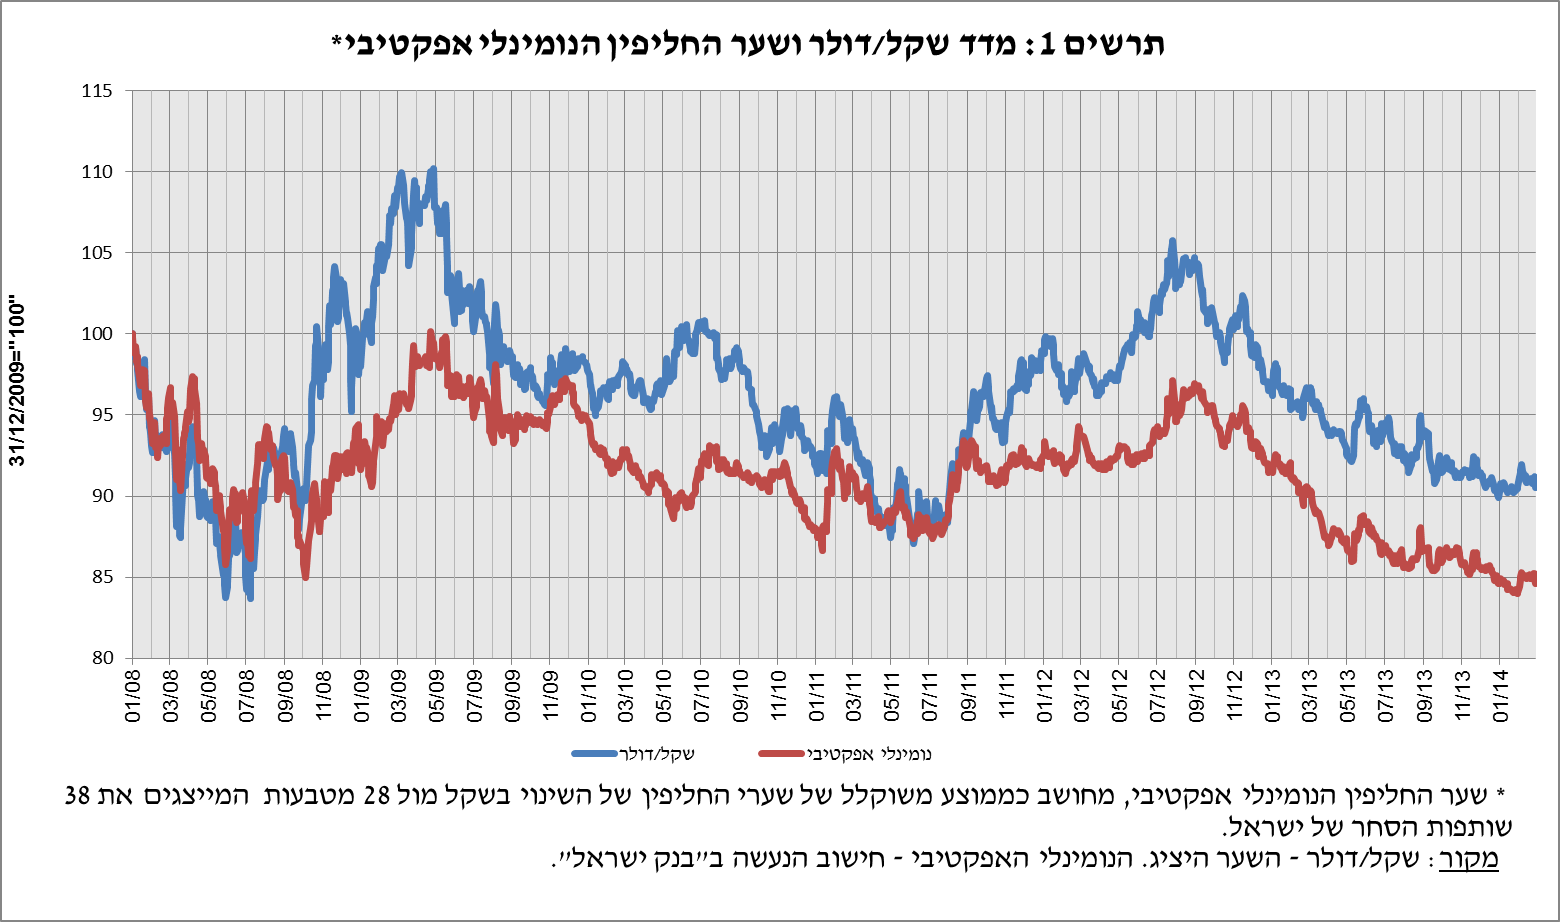 תרשים 1: מדד שקל/דולר ושער החליפין הנומינלי אפקטיבי*
31/12/2009="100"
115
110
105
100
95
90
85
80
01/08 03/08 05/08 07/08 09/08 11/08 01/09 03/09 05/09 07/09 09/09 11/09 01/10 03/10 05/10 07/10 09/10 11/10 01/11 03/11 05/11 07/11 09/11 11/11 01/12 03/12 05/12 07/12 09/12 11/12 01/13 03/13 05/13 07/13 09/13 11/13 01/14
שקל/דולר
נומינלי אפקטיבי
* שער החליפין הנומינלי אפקטיבי, מחושב כממוצע משוקלל של שערי החליפין של השינוי בשקל מול 28 מטבעות המייצגים את 38
שותפות הסחר של ישראל.
מקור: שקל/דולר - השער היציג. הנומינלי האפקטיבי - חישוב הנעשה ב"בנק ישראל".